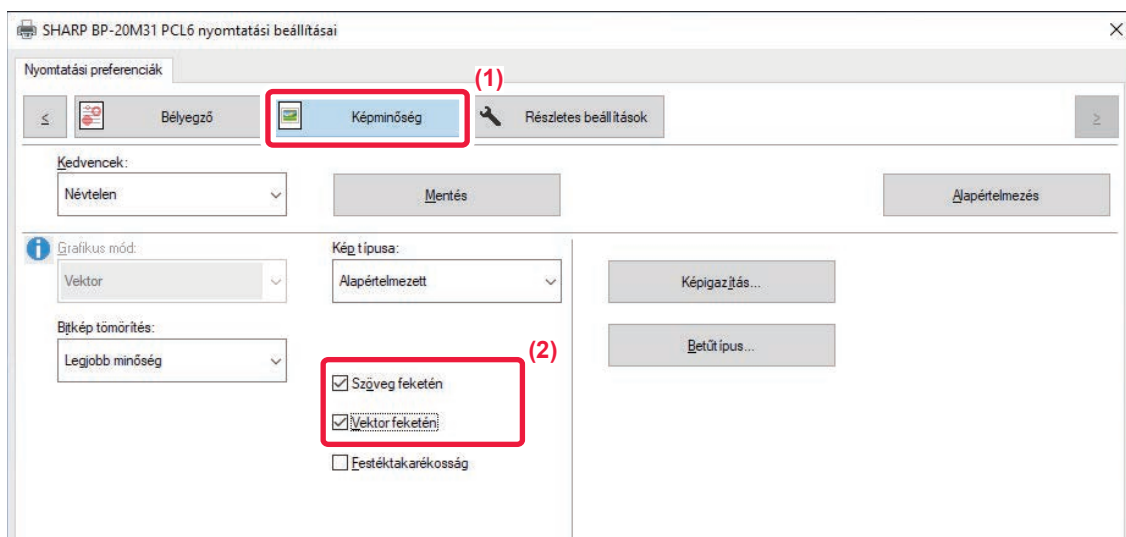 SHARP BP-20M31 PCL6 nyomtatási beállításai
Nyomtatási preferenciák
(1)
<
Bélyegző
Képminőség
Részletes beállítások
>
Kedvencek:
Névtelen
Mentés
Alapértelmezés
Grafikus mód:
Vektor
Kép típusa:
Alapértelmezett
Képigazítás...
Bitkép tömörítés:
Legjobb minőség
Betűtípus...
(2)
Szöveg feketén
Vektor feketén
Festéktakarékosság